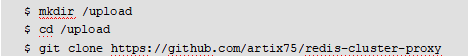 $ mkdir /upload
$ cd /upload
$ git clone https://github.com/artix75/redis-cluster-proxy